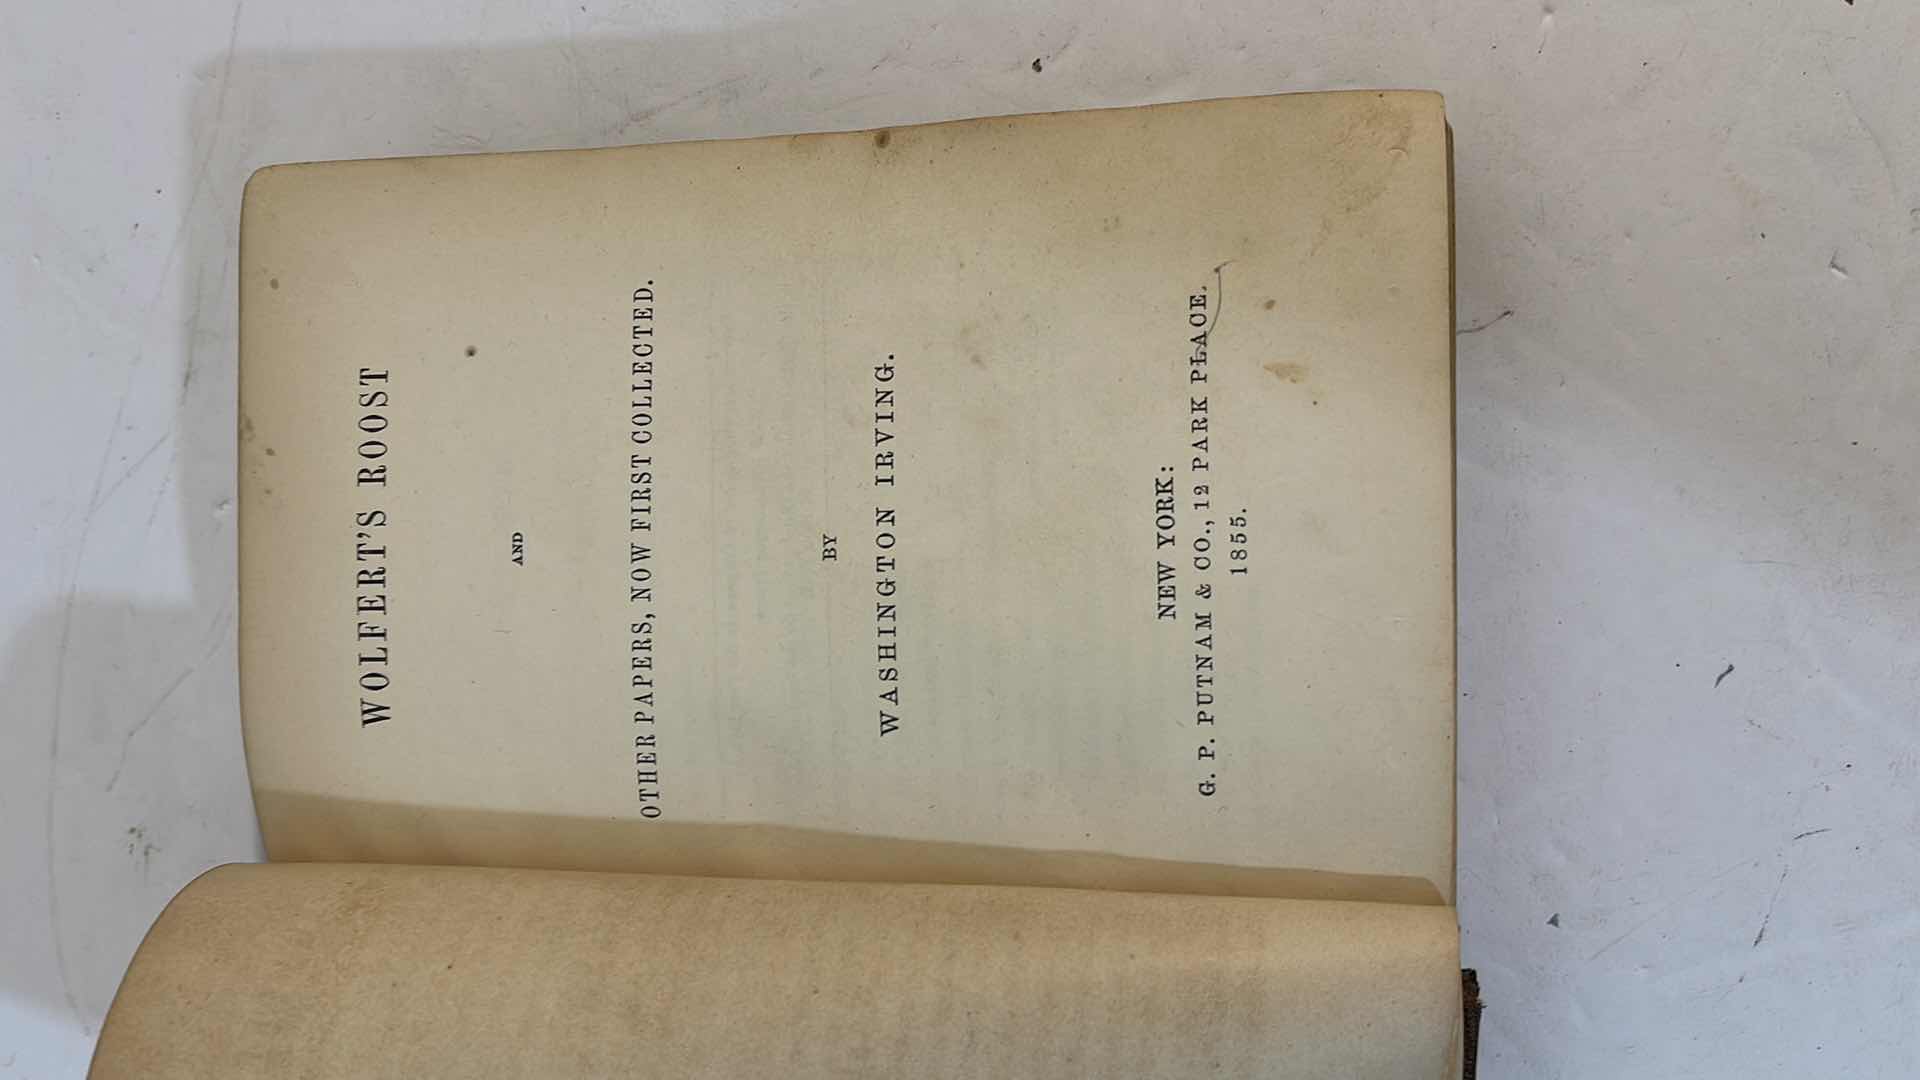 WOLFERT'S ROOST
AND
OTHER PAPERS, NOW FIRST COLLECTED.
BY
WASHINGTON IRVING.
NEW YORK:
G. P. PUTNAM & CO., 12 PARK PLACE.
1855.